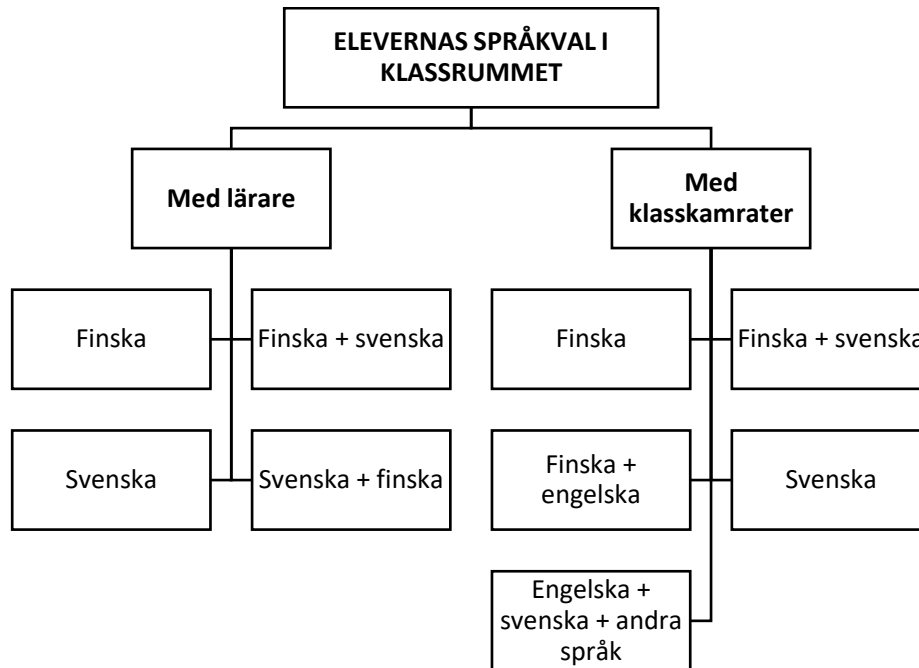 ELEVERNAS SPRÅKVAL I
KLASSRUMMET
Med lärare
Med
klasskamrater
Finska
Finska + svenska
Finska
Finska + svenska
Svenska
Svenska + finska
Finska +
engelska
Svenska
Engelska +
svenska + andra
språk